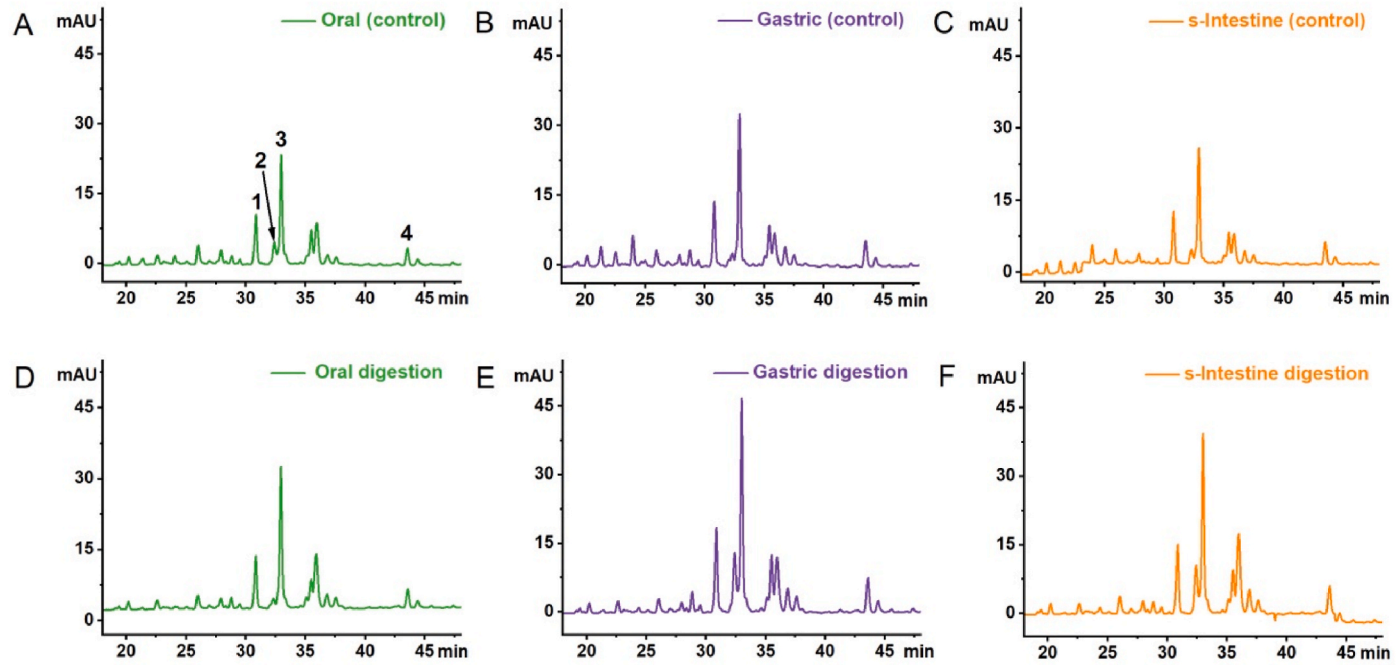 A
mAU
Oral (control)
45
30
15
0
1
2
3
4
20 25 30 35 40 45 min
B
mAU
Gastric (control)
45
30
15
0
20 25 30 35 40 45 min
C
mAU
s-Intestine (control)
45
30
15
0
20 25 30 35 40 45 min
D
mAU
Oral digestion
45
30
15
0
20 25 30 35 40 45 min
E
mAU
Gastric digestion
45
30
15
0
20 25 30 35 40 45 min
F
mAU
s-Intestine digestion
45
30
15
0
20 25 30 35 40 45 min